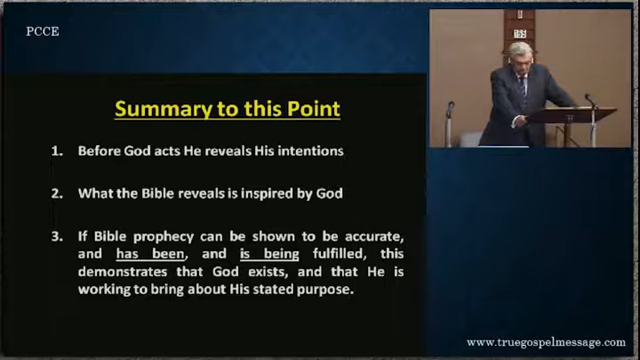 PCCE
Summary to this Point
1. Before God acts He reveals His intentions
2. What the Bible reveals is inspired by God
3. If Bible prophecy can be shown to be accurate,
and has been, and is being fulfilled, this
demonstrates that God exists, and that He is
working to bring about His stated purpose.
www.truegospelmessage.com